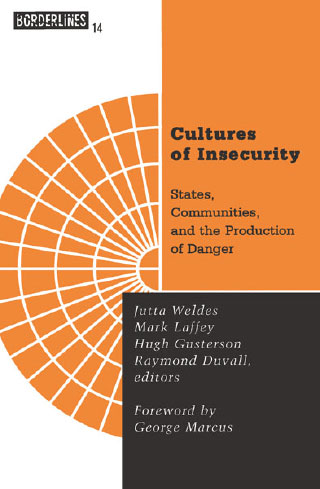 BORDERLINES 14
Cultures
of Insecurity
States,
Communities,
and the Production
of Danger
Jutta Weldes
Mark Laffey
Hugh Gusterson
Raymond Duvall,
editors
Foreword by
George Marcus